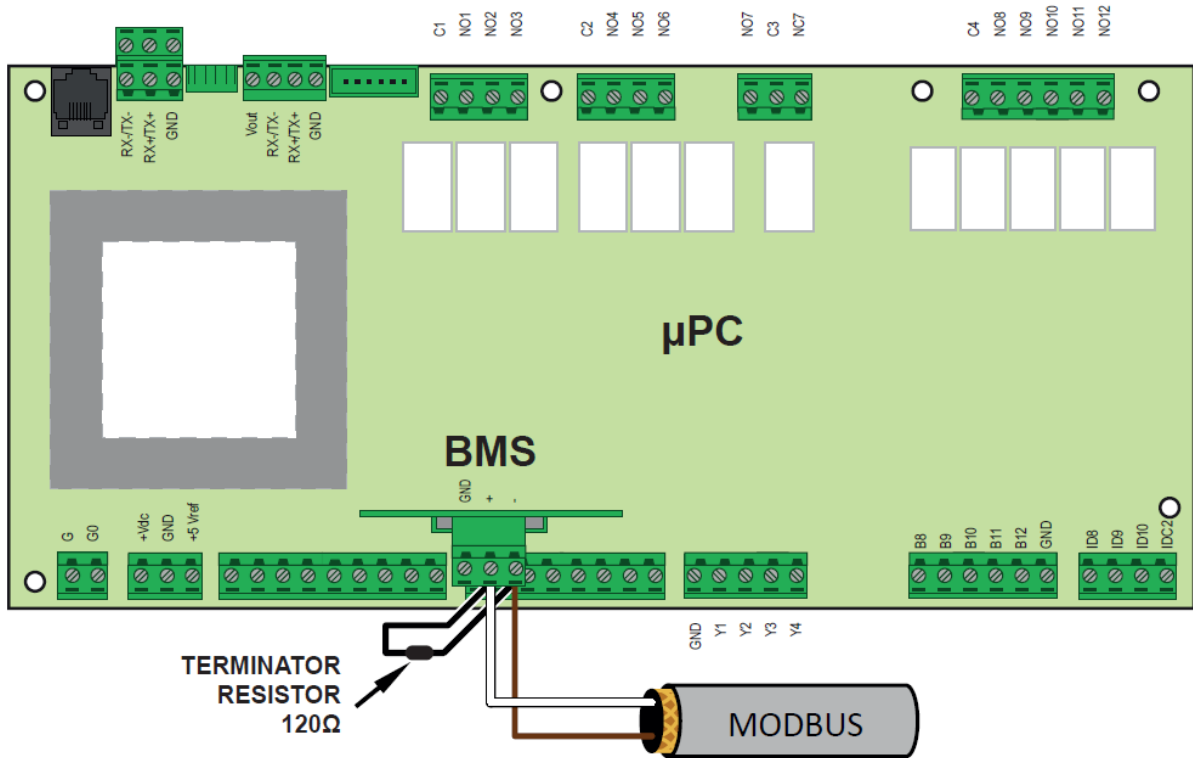 C1
NO1
NO2
NO3
C2
NO4
NO5
NO6
NO7
C3
NC7
C4
NO8
NO9
NO10
NO11
NO12
RX-/TX-
RX+/TX+
GND
Vout
RX-/TX-
RX+/TX+
GND
µPC
BMS
GND
+
-
G
G0
+Vdc
GND
+5 Vref
B8
B9
B10
B11
B12
GND
ID8
ID9
ID10
IDC2
GND
Y1
Y2
Y3
Y4
TERMINATOR
RESISTOR
120Ω
MODBUS